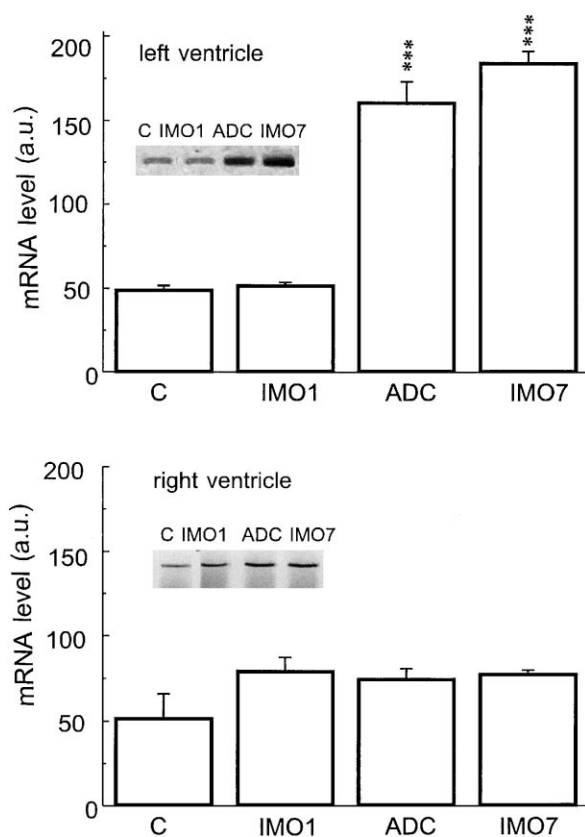 mRNA level (a.u.)
200
150
100
50
0
left ventricle
C IMO1 ADC IMO7
***
***
C IMO1 ADC IMO7
mRNA level (a.u.)
200
150
100
50
0
right ventricle
C IMO1 ADC IMO7
C IMO1 ADC IMO7